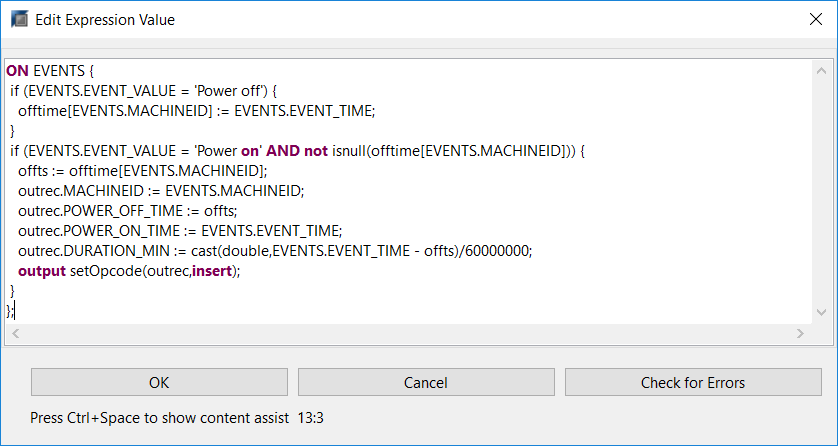 Edit Expression Value
ON EVENTS {
if (EVENTS.EVENT_VALUE = 'Power off') {
offtime[EVENTS.MACHINEID] := EVENTS.EVENT_TIME;
}
if (EVENTS.EVENT_VALUE = 'Power on' AND not isnull(offtime[EVENTS.MACHINEID])) {
offts := offtime[EVENTS.MACHINEID];
outrec.MACHINEID := EVENTS.MACHINEID;
outrec.POWER_OFF_TIME := offts;
outrec.POWER_ON_TIME := EVENTS.EVENT_TIME;
outrec.DURATION_MIN := cast(double,EVENTS.EVENT_TIME - offts)/60000000;
output setOpcode(outrec,insert);
}
};
OK Cancel Check for Errors
Press Ctrl+Space to show content assist 13:3